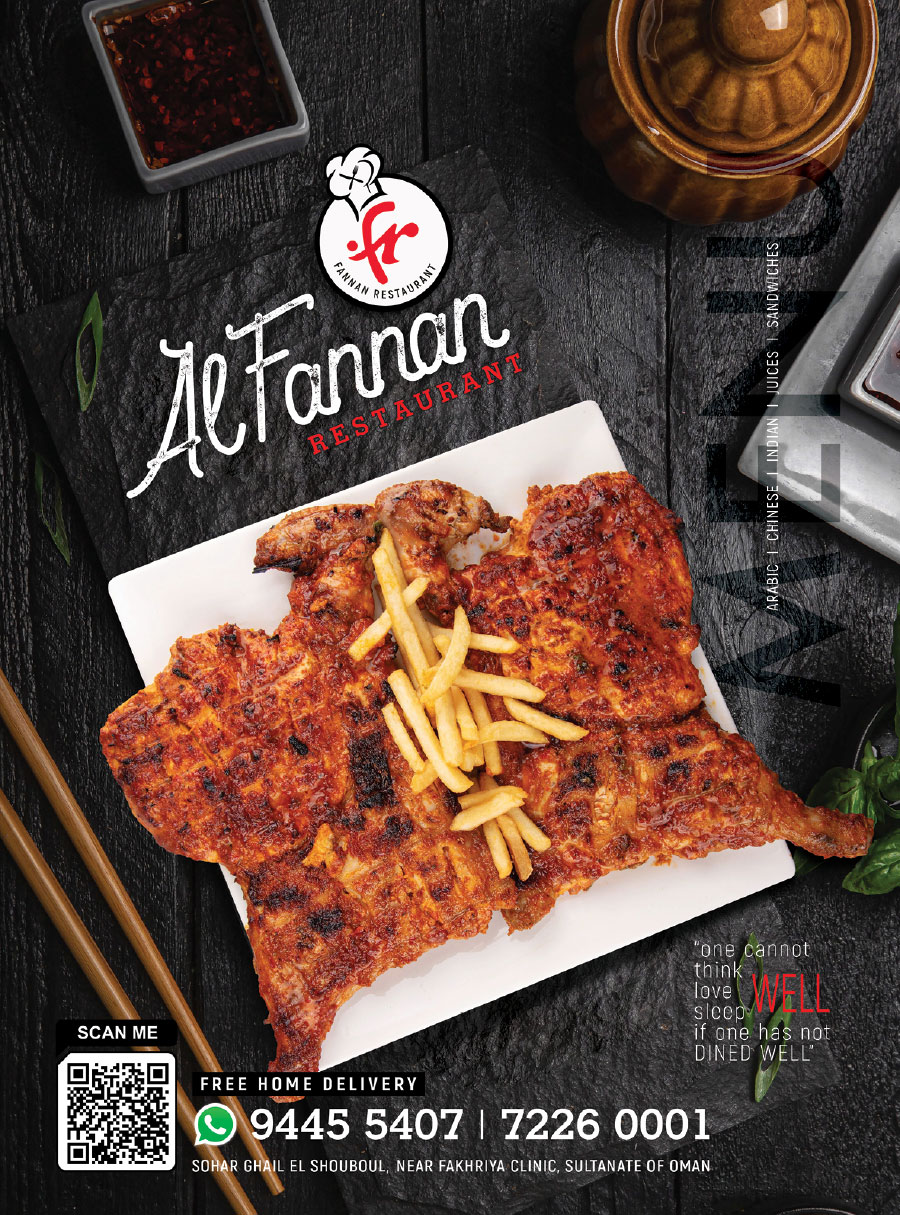 fr
FANNAN RESTAURANT
Al Fannan
RESTAURANT
MENU
ARABIC I CHINESE I INDIAN I JUICES I SANDWICHES
"one cannot
think
love
sleep
WELL
if one has not
DINED WELL"
SCAN ME
FREE HOME DELIVERY
9445 5407 | 7226 0001
SOHAR GHAIL EL SHOUBOUL, NEAR FAKHRIYA CLINIC, SULTANATE OF OMAN